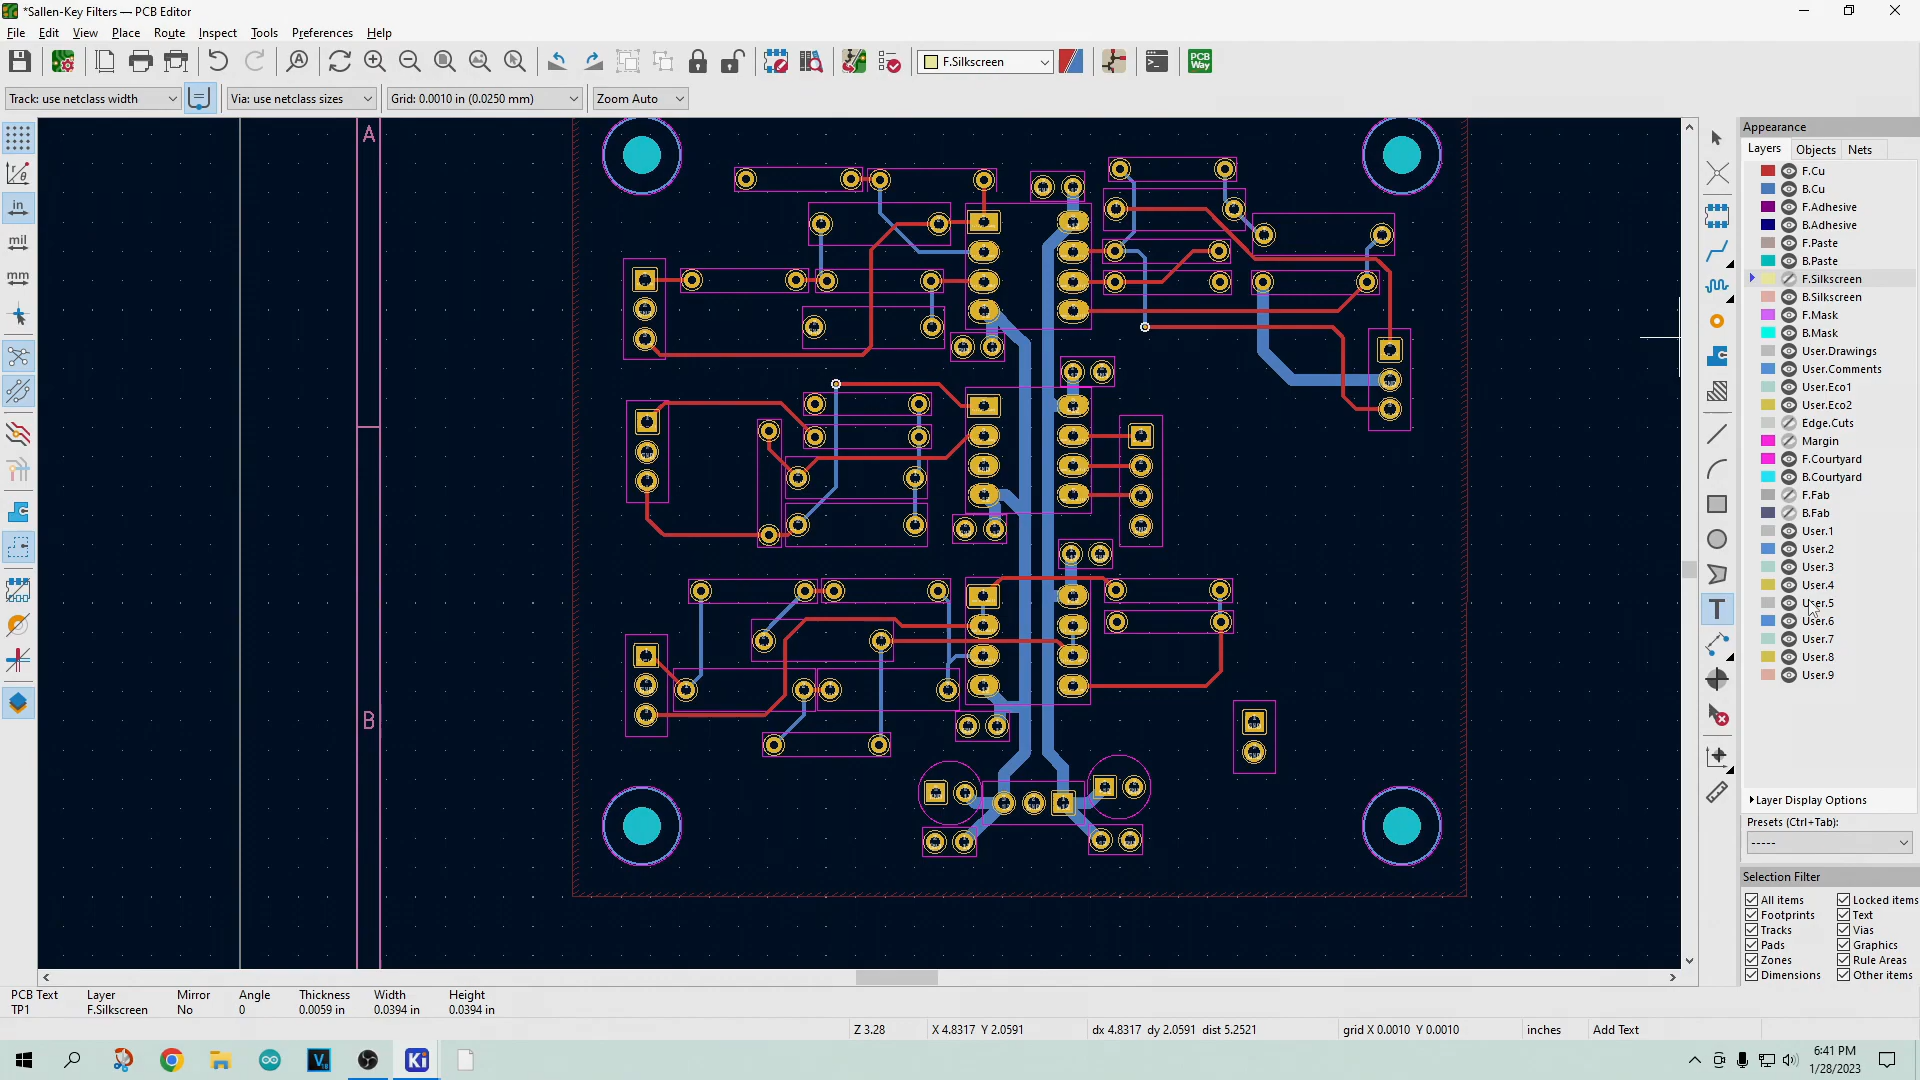 *Sallen-Key Filters — PCB Editor
File Edit View Place Route Inspect Tools Preferences Help
F.Silkscreen
PCB Way
Track: use netclass width
Via: use netclass sizes
Grid: 0.0010 in (0.0250 mm)
Zoom Auto
in
mil
mm
A
B
Appearance
Layers Objects Nets
F.Cu
B.Cu
F.Adhesive
B.Adhesive
F.Paste
B.Paste
F.Silkscreen
B.Silkscreen
F.Mask
B.Mask
User.Drawings
User.Comments
User.Eco1
User.Eco2
Edge.Cuts
Margin
F.Courtyard
B.Courtyard
F.Fab
B.Fab
User.1
User.2
User.3
User.4
User.5
User.6
User.7
User.8
User.9
Layer Display Options
Presets (Ctrl+Tab):
-----
Selection Filter
All items Locked items
Footprints Text
Tracks Vias
Pads Graphics
Zones Rule Areas
Dimensions Other items
PCB Text Layer Mirror Angle Thickness Width Height
TP1 F.Silkscreen No 0 0.0059 in 0.0394 in 0.0394 in
Z 3.28 X 4.8317 Y 2.0591 dx 4.8317 dy 2.0591 dist 5.2521 grid X 0.0010 Y 0.0010 inches Add Text
Ki
6:41 PM
1/28/2023